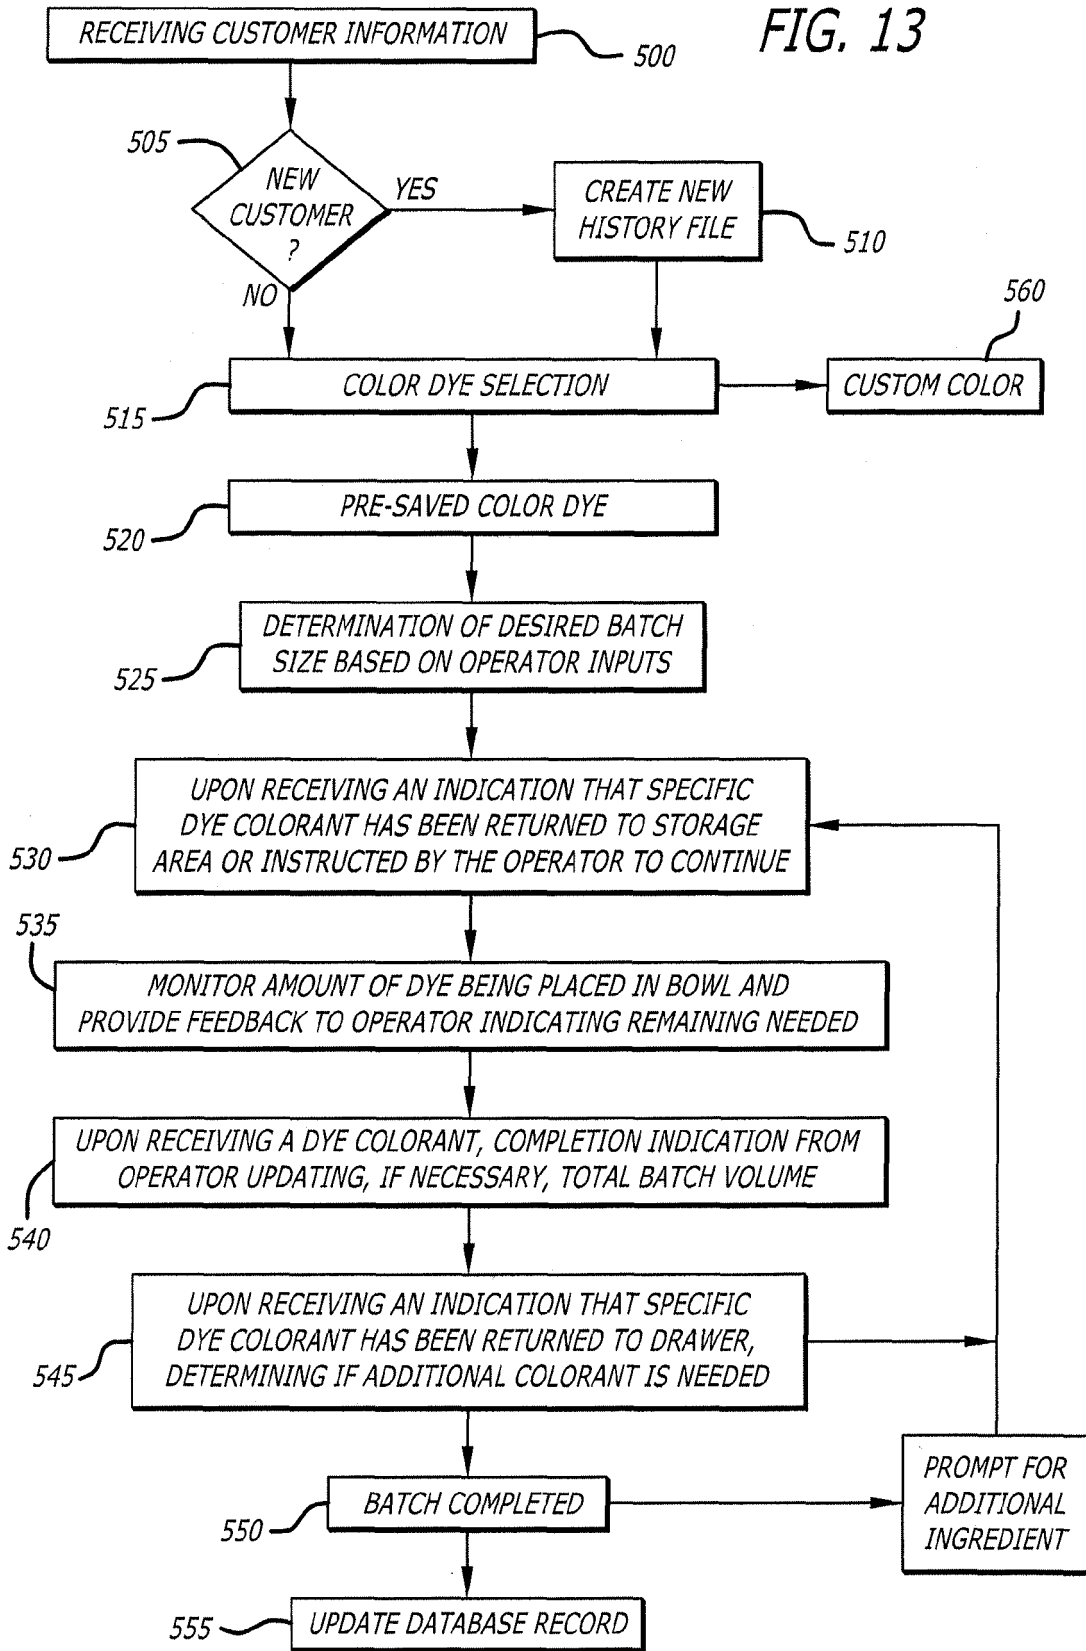 RECEIVING CUSTOMER INFORMATION
500
FIG. 13
505
NEW
CUSTOMER
?
YES
NO
CREATE NEW
HISTORY FILE
510
560
COLOR DYE SELECTION
515
CUSTOM COLOR
PRE-SAVED COLOR DYE
520
DETERMINATION OF DESIRED BATCH
SIZE BASED ON OPERATOR INPUTS
525
UPON RECEIVING AN INDICATION THAT SPECIFIC
DYE COLORANT HAS BEEN RETURNED TO STORAGE
AREA OR INSTRUCTED BY THE OPERATOR TO CONTINUE
530
535
MONITOR AMOUNT OF DYE BEING PLACED IN BOWL AND
PROVIDE FEEDBACK TO OPERATOR INDICATING REMAINING NEEDED
UPON RECEIVING A DYE COLORANT, COMPLETION INDICATION FROM
OPERATOR UPDATING, IF NECESSARY, TOTAL BATCH VOLUME
540
UPON RECEIVING AN INDICATION THAT SPECIFIC
DYE COLORANT HAS BEEN RETURNED TO DRAWER,
DETERMINING IF ADDITIONAL COLORANT IS NEEDED
545
BATCH COMPLETED
550
PROMPT FOR
ADDITIONAL
INGREDIENT
UPDATE DATABASE RECORD
555